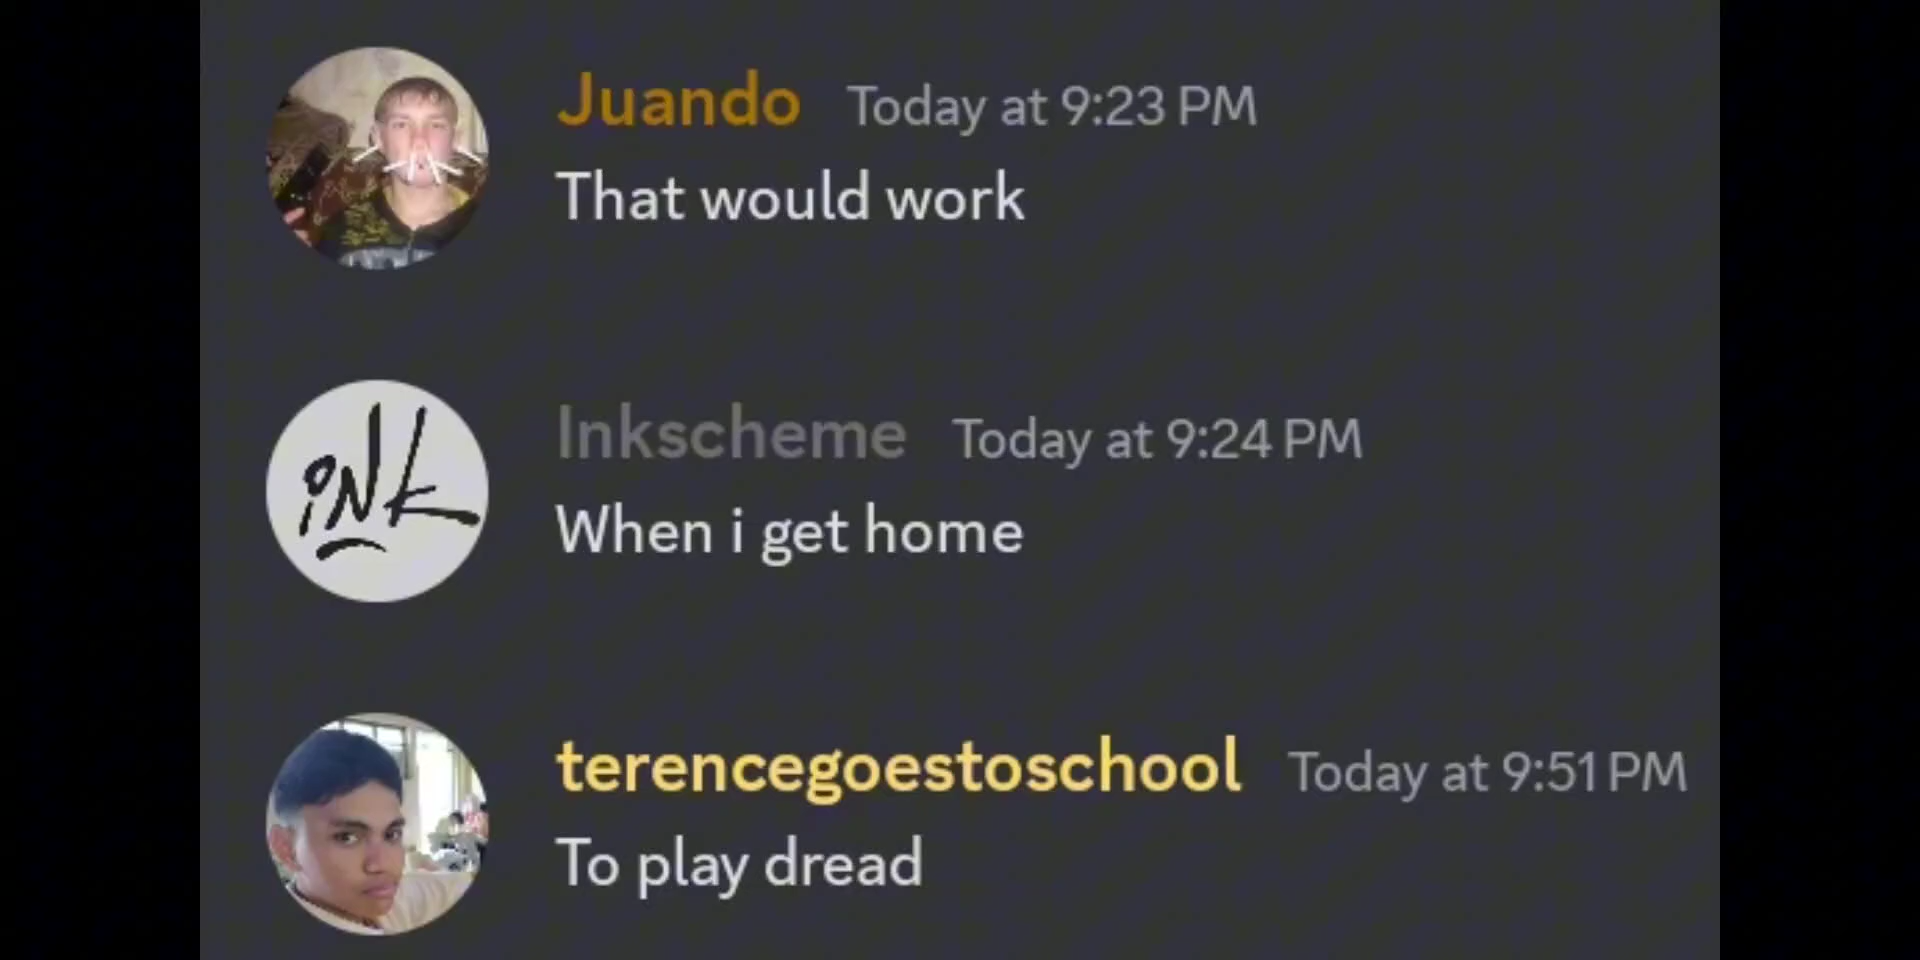 Juando Today at 9:23 PM
That would work
iNK
Inkscheme Today at 9:24 PM
When i get home
terencegoestoschool Today at 9:51 PM
To play dread